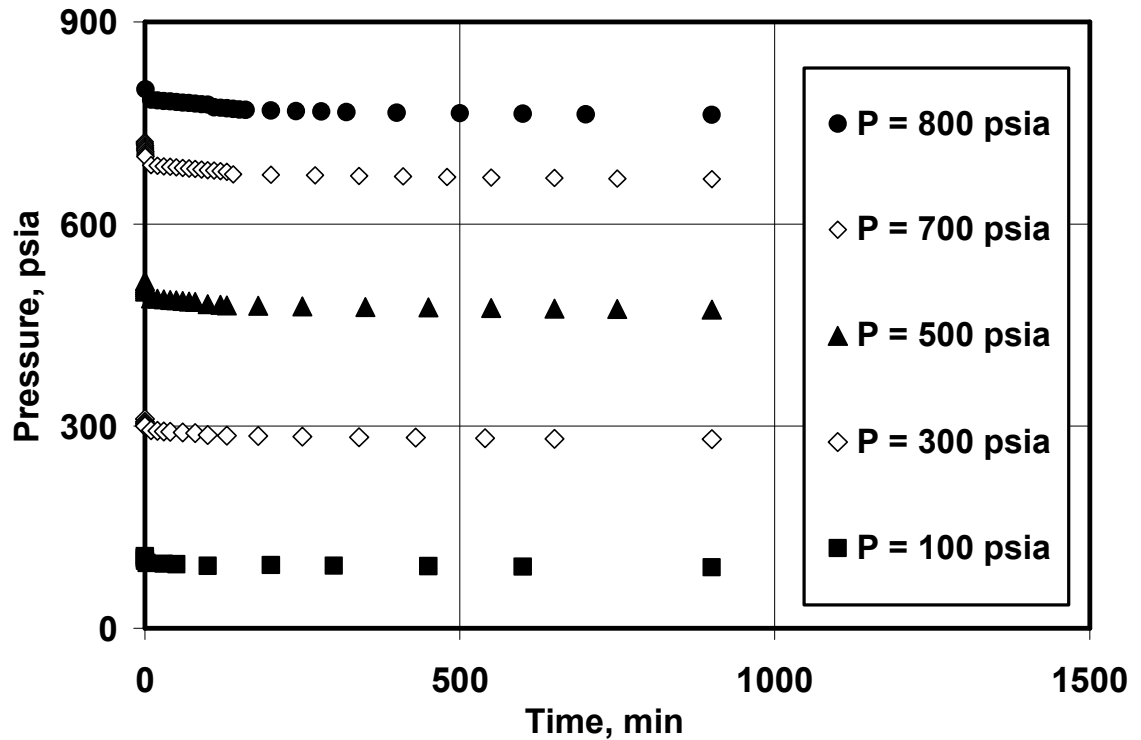 900
600
300
0
0
500
1000
1500
Pressure, psia
Time, min
P = 800 psia
P = 700 psia
P = 500 psia
P = 300 psia
P = 100 psia